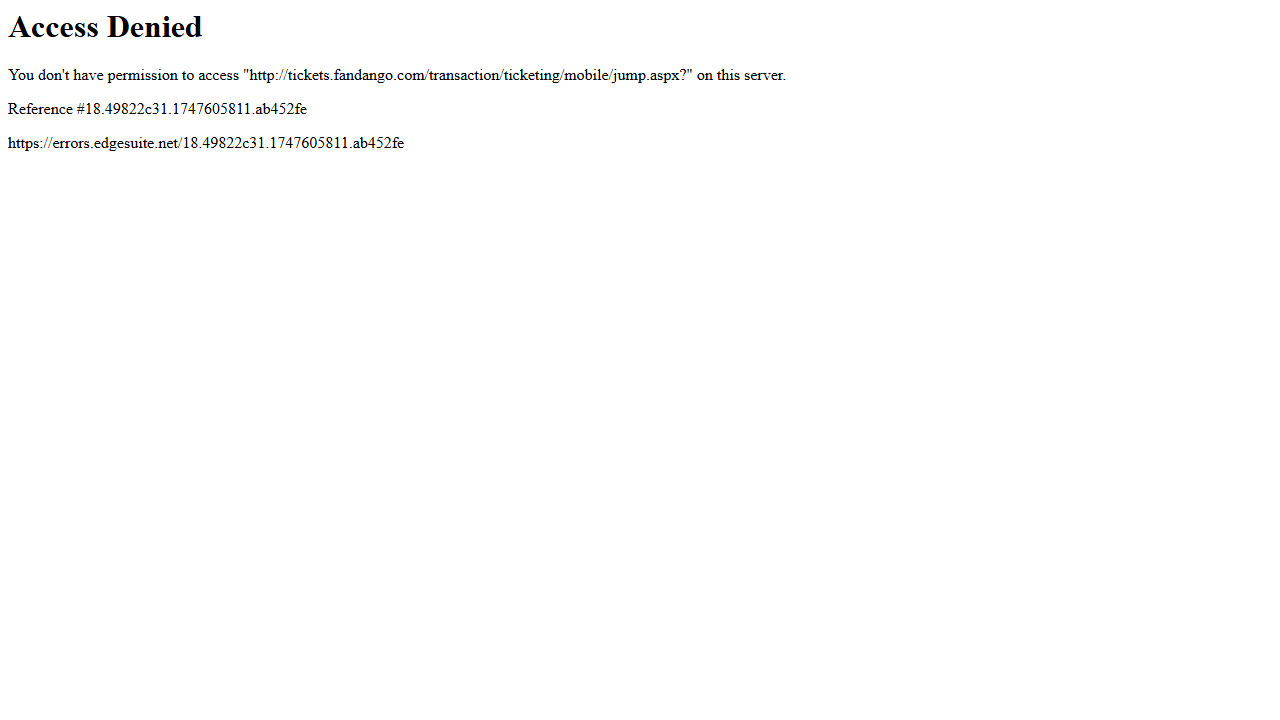 Access Denied
You don't have permission to access "http://tickets.fandango.com/transaction/ticketing/mobile/jump.aspx?" on this server.
Reference #18.49822c31.1747605811.ab452fe
https://errors.edgesuite.net/18.49822c31.1747605811.ab452fe